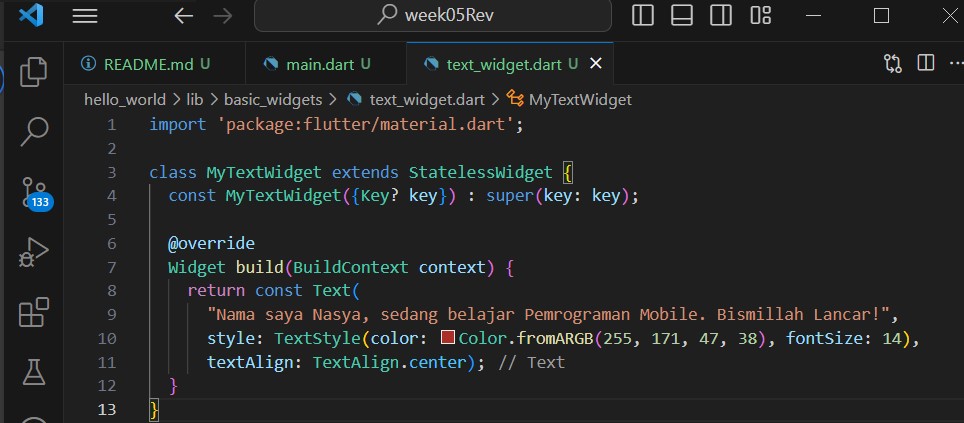 week05Rev
README.md U
main.dart U
text_widget.dart U
hello_world > lib > basic_widgets > text_widget.dart > MyTextWidget
1 import 'package:flutter/material.dart';
2
3 class MyTextWidget extends StatelessWidget {
4 const MyTextWidget({Key? key}) : super(key: key);
5
6 @override
7 Widget build(BuildContext context) {
8 return const Text(
9 "Nama saya Nasya, sedang belajar Pemrograman Mobile. Bismillah Lancar!",
10 style: TextStyle(color: Color.fromARGB(255, 171, 47, 38), fontSize: 14),
11 textAlign: TextAlign.center); // Text
12 }
13 }
133